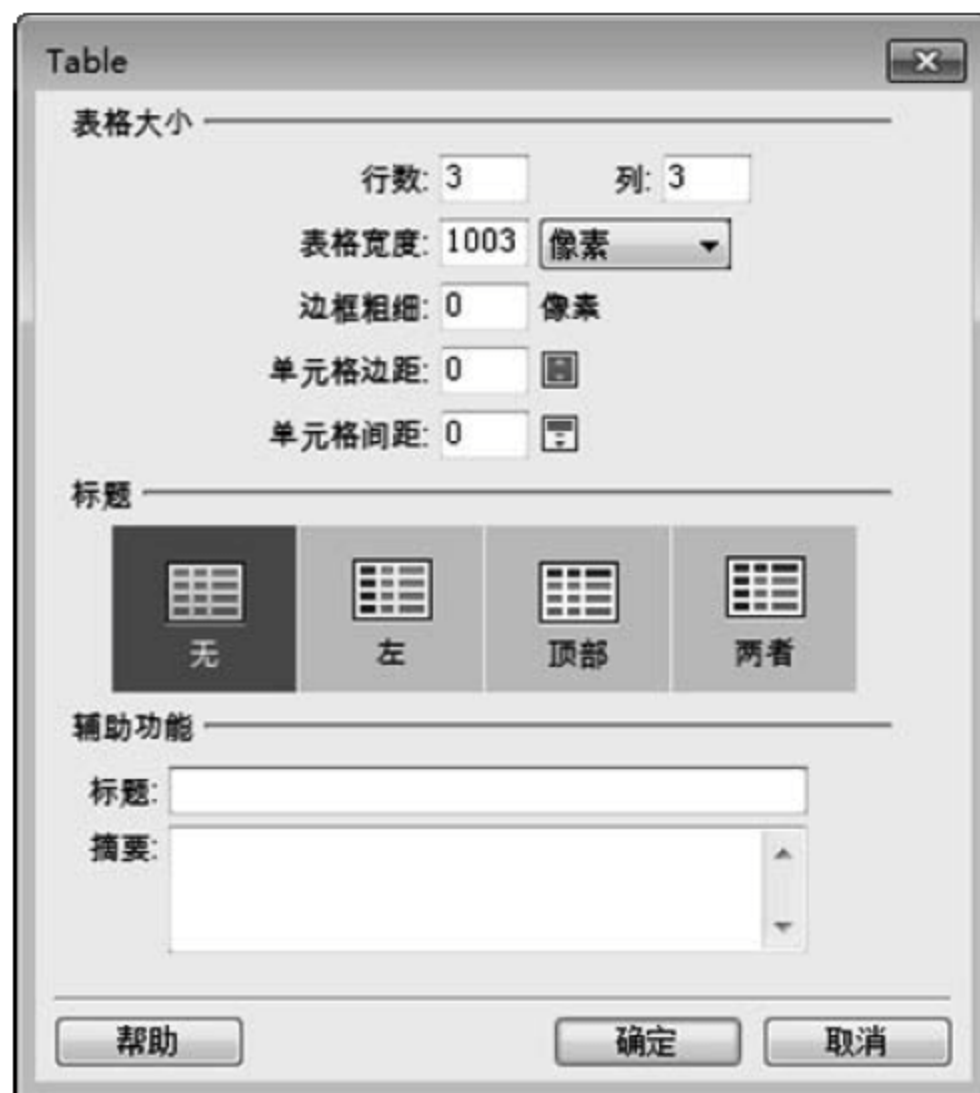 Table
表格大小
行数: 3 列: 3
表格宽度: 1003 像素
边框粗细: 0 像素
单元格边距: 0
单元格间距: 0
标题
无 左 顶部 两者
辅助功能
标题:
摘要:
帮助 确定 取消